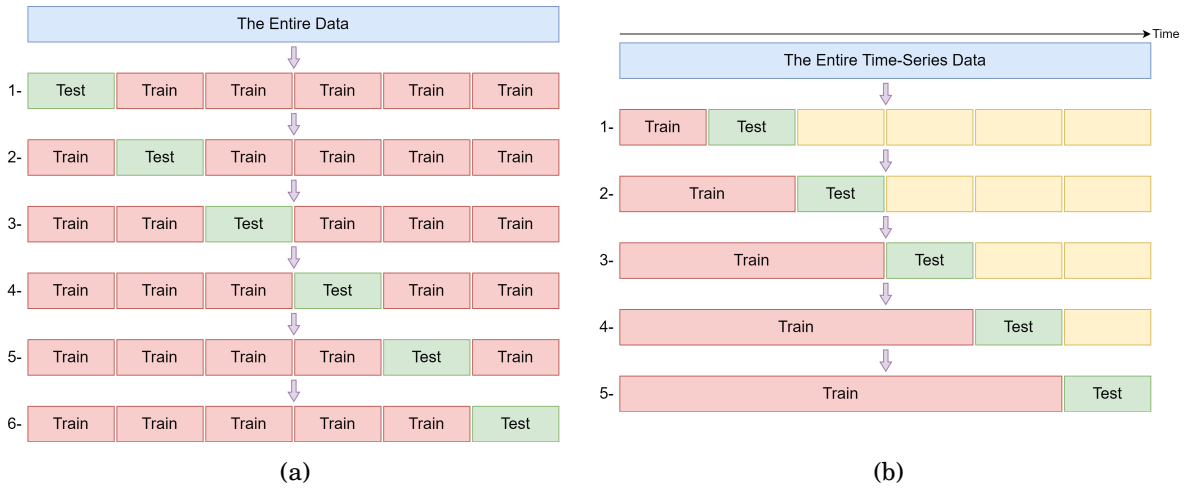 The Entire Data
1- Test Train Train Train Train Train
2- Train Test Train Train Train Train
3- Train Train Test Train Train Train
4- Train Train Train Test Train Train
5- Train Train Train Train Test Train
6- Train Train Train Train Train Test
(a)
Time
The Entire Time-Series Data
1- Train Test
2- Train Test
3- Train Test
4- Train Test
5- Train Test
(b)